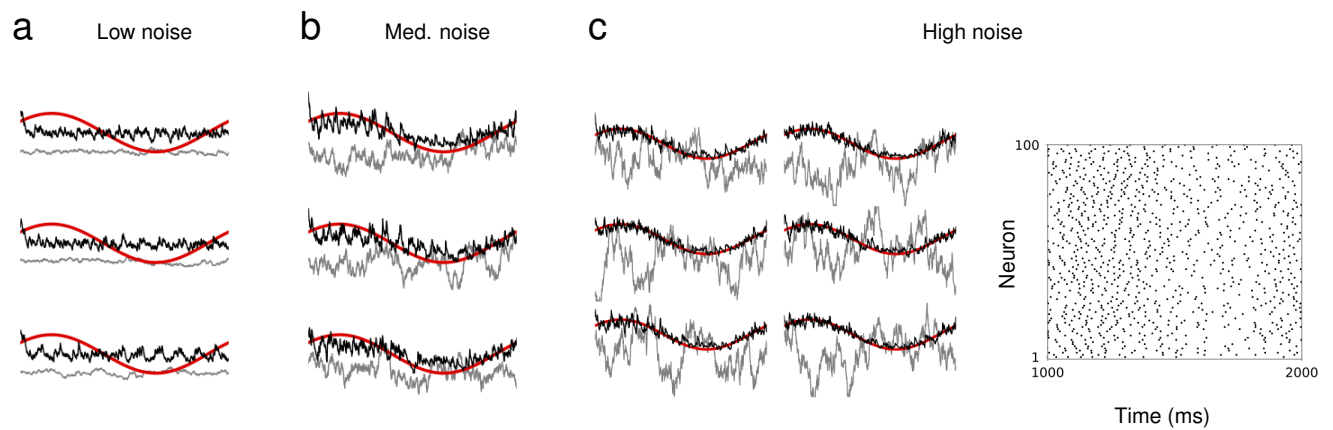 a Low noise
b Med. noise
c High noise
100
Neuron
1
1000 2000
Time (ms)